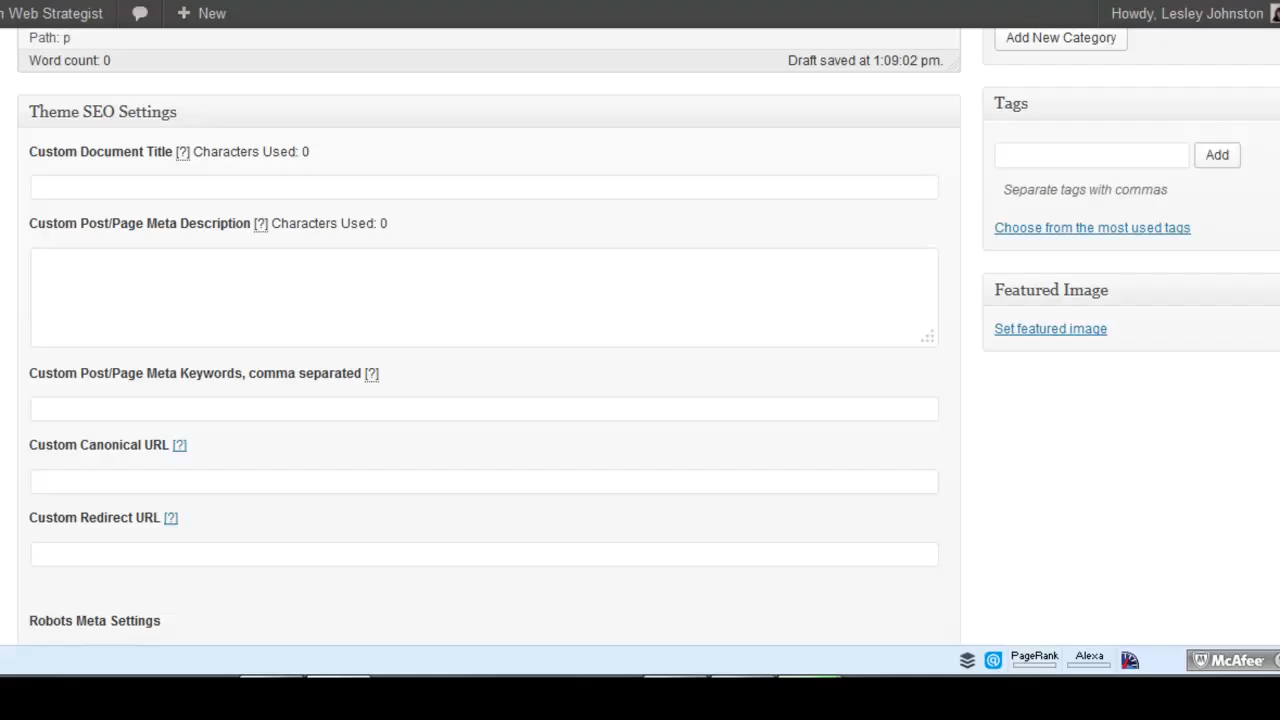 n Web Strategist
New
Howdy, Lesley Johnston
Path: p
Word count: 0
Draft saved at 1:09:02 pm.
Add New Category
Theme SEO Settings
Custom Document Title [?] Characters Used: 0
Custom Post/Page Meta Description [?] Characters Used: 0
Custom Post/Page Meta Keywords, comma separated [?]
Custom Canonical URL [?]
Custom Redirect URL [?]
Robots Meta Settings
Tags
Add
Separate tags with commas
Choose from the most used tags
Featured Image
Set featured image
PageRank
Alexa
McAfee